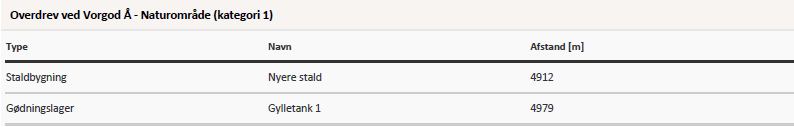 Overdrev ved Vorgod Å - Naturområde (kategori 1)
Type Navn Afstand [m]
Staldbygning Nyere stald 4912
Gødningslager Gylletank 1 4979